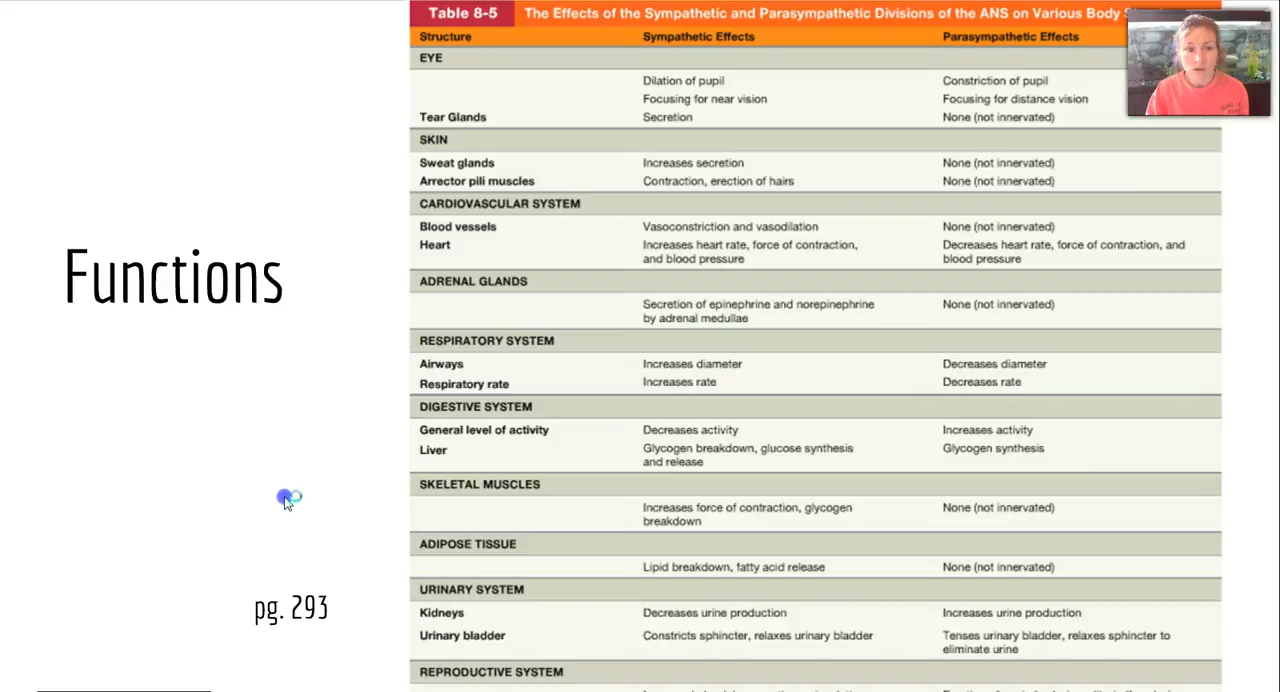 Table 8-5 The Effects of the Sympathetic and Parasympathetic Divisions of the ANS on Various Body
Structure Sympathetic Effects Parasympathetic Effects
EYE
Dilation of pupil Constriction of pupil
Focusing for near vision Focusing for distance vision
Tear Glands Secretion None (not innervated)
SKIN
Sweat glands Increases secretion None (not innervated)
Arrector pili muscles Contraction, erection of hairs None (not innervated)
CARDIOVASCULAR SYSTEM
Blood vessels Vasoconstriction and vasodilation None (not innervated)
Heart Increases heart rate, force of contraction, Decreases heart rate, force of contraction, and
and blood pressure blood pressure
ADRENAL GLANDS
Secretion of epinephrine and norepinephrine None (not innervated)
by adrenal medullae
RESPIRATORY SYSTEM
Airways Increases diameter Decreases diameter
Respiratory rate Increases rate Decreases rate
DIGESTIVE SYSTEM
General level of activity Decreases activity Increases activity
Liver Glycogen breakdown, glucose synthesis Glycogen synthesis
and release
SKELETAL MUSCLES
Increases force of contraction, glycogen None (not innervated)
breakdown
ADIPOSE TISSUE
Lipid breakdown, fatty acid release None (not innervated)
URINARY SYSTEM
Kidneys Decreases urine production Increases urine production
Urinary bladder Constricts sphincter, relaxes urinary bladder Tenses urinary bladder, relaxes sphincter to
eliminate urine
REPRODUCTIVE SYSTEM
Functions
pg. 293